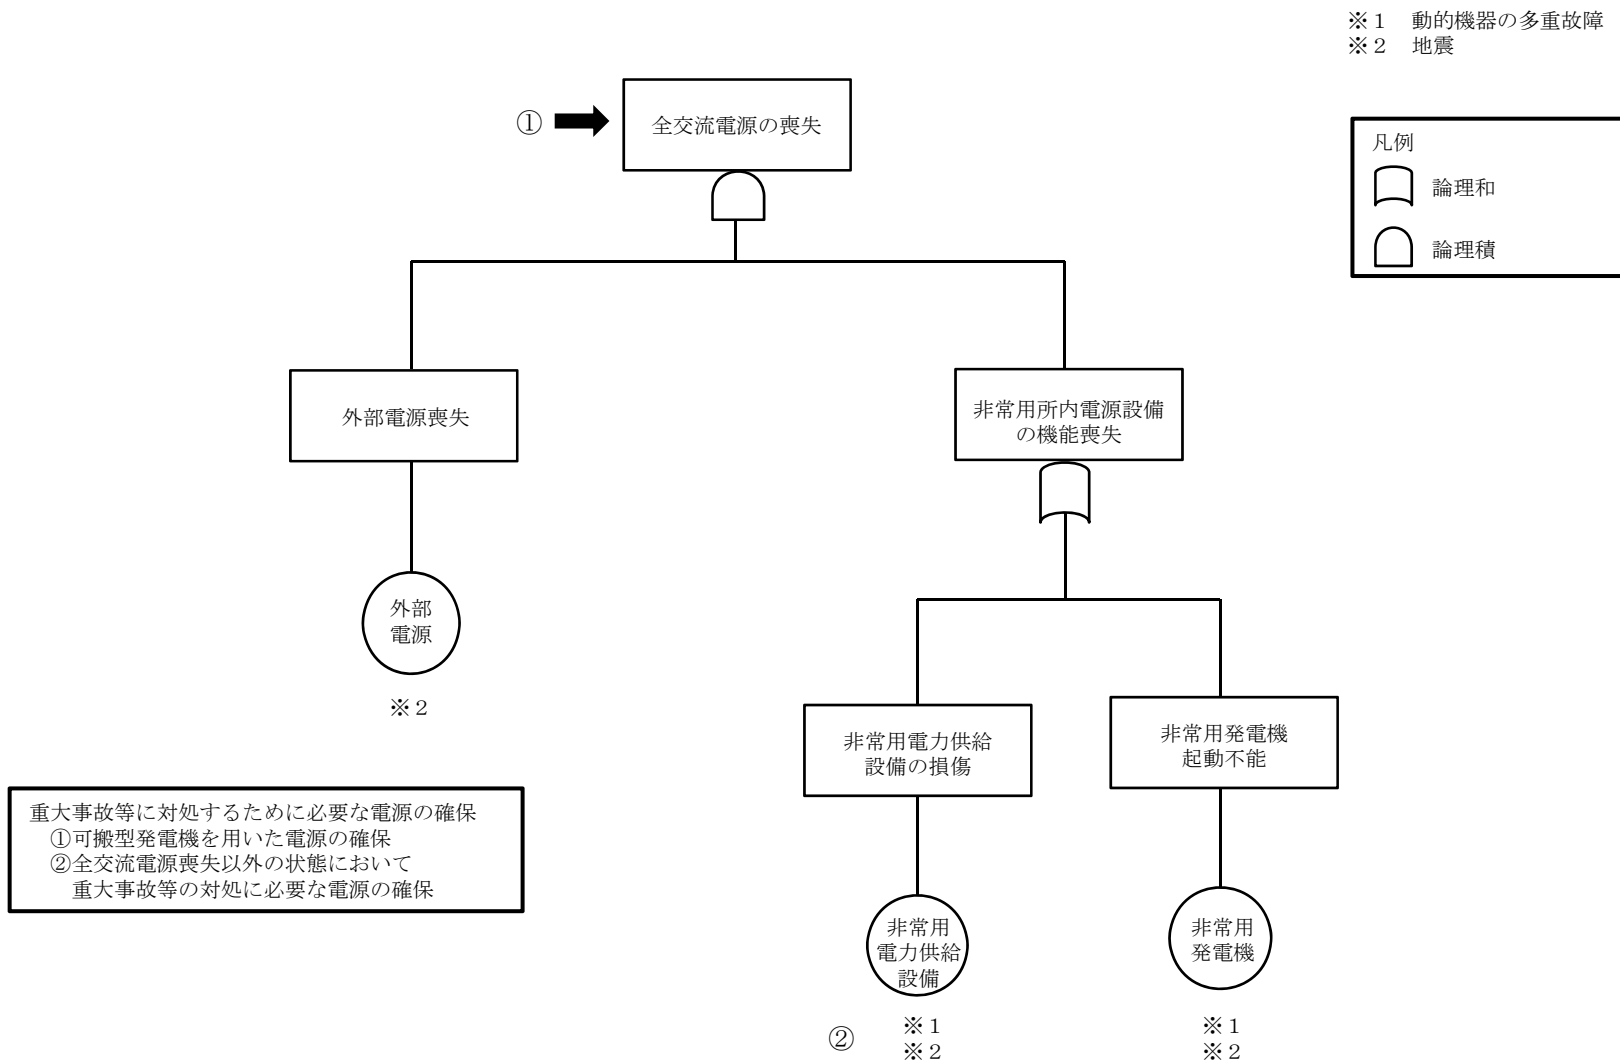 ※１　動的機器の多重故障
※２　地震
①
全交流電源の喪失
凡例
論理和
論理積
外部電源喪失
非常用所内電源設備
の機能喪失
外部
電源
※２
非常用電力供給
設備の損傷
非常用発電機
起動不能
重大事故等に対処するために必要な電源の確保
①可搬型発電機を用いた電源の確保
②全交流電源喪失以外の状態において
重大事故等の対処に必要な電源の確保
非常用
電力供給
設備
非常用
発電機
②
※１
※２
※１
※２